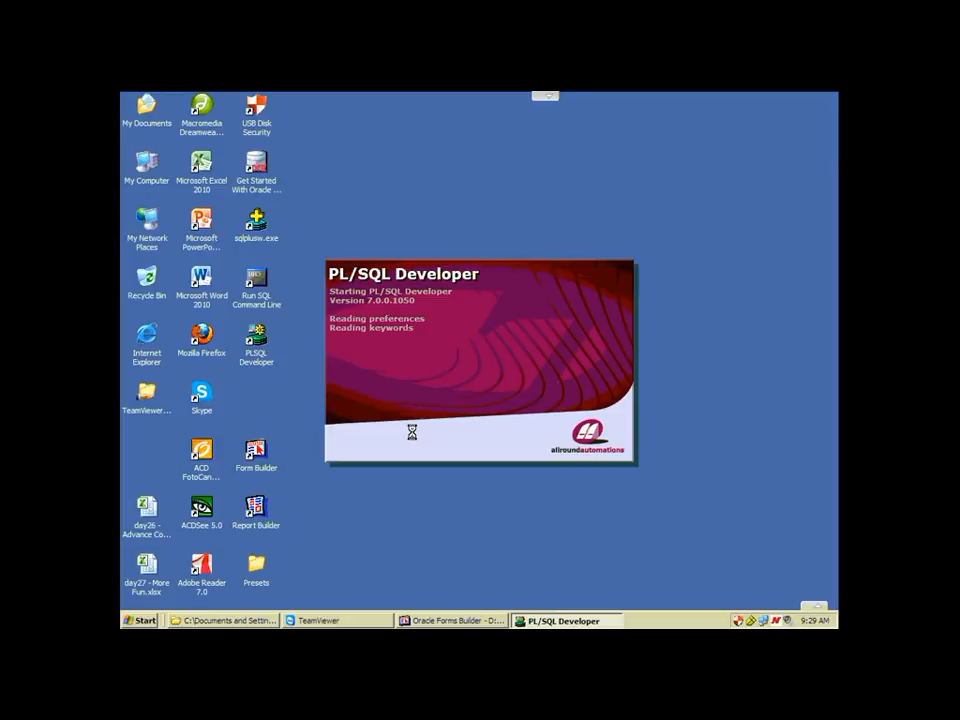 My Documents
Macromedia
Dreamwea...
USB Disk
Security
My Computer
Microsoft Excel
2010
Get Started
With Oracle ...
My Network
Places
Microsoft
PowerPo...
sqlplusw.exe
Recycle Bin
Microsoft Word
2010
Run SQL
Command Line
Internet
Explorer
Mozilla Firefox
PLSQL
Developer
TeamViewer...
Skype
ACD
FotoCan...
Form Builder
day26 -
Advance Co...
ACDSee 5.0
Report Builder
day27 - More
Fun.xlsx
Adobe Reader
7.0
Presets
PL/SQL Developer
Starting PL/SQL Developer
Version 7.0.0.1050
Reading preferences
Reading keywords
allroundautomations
Start
C:\Documents and Settin...
TeamViewer
Oracle Forms Builder - D:...
PL/SQL Developer
9:29 AM